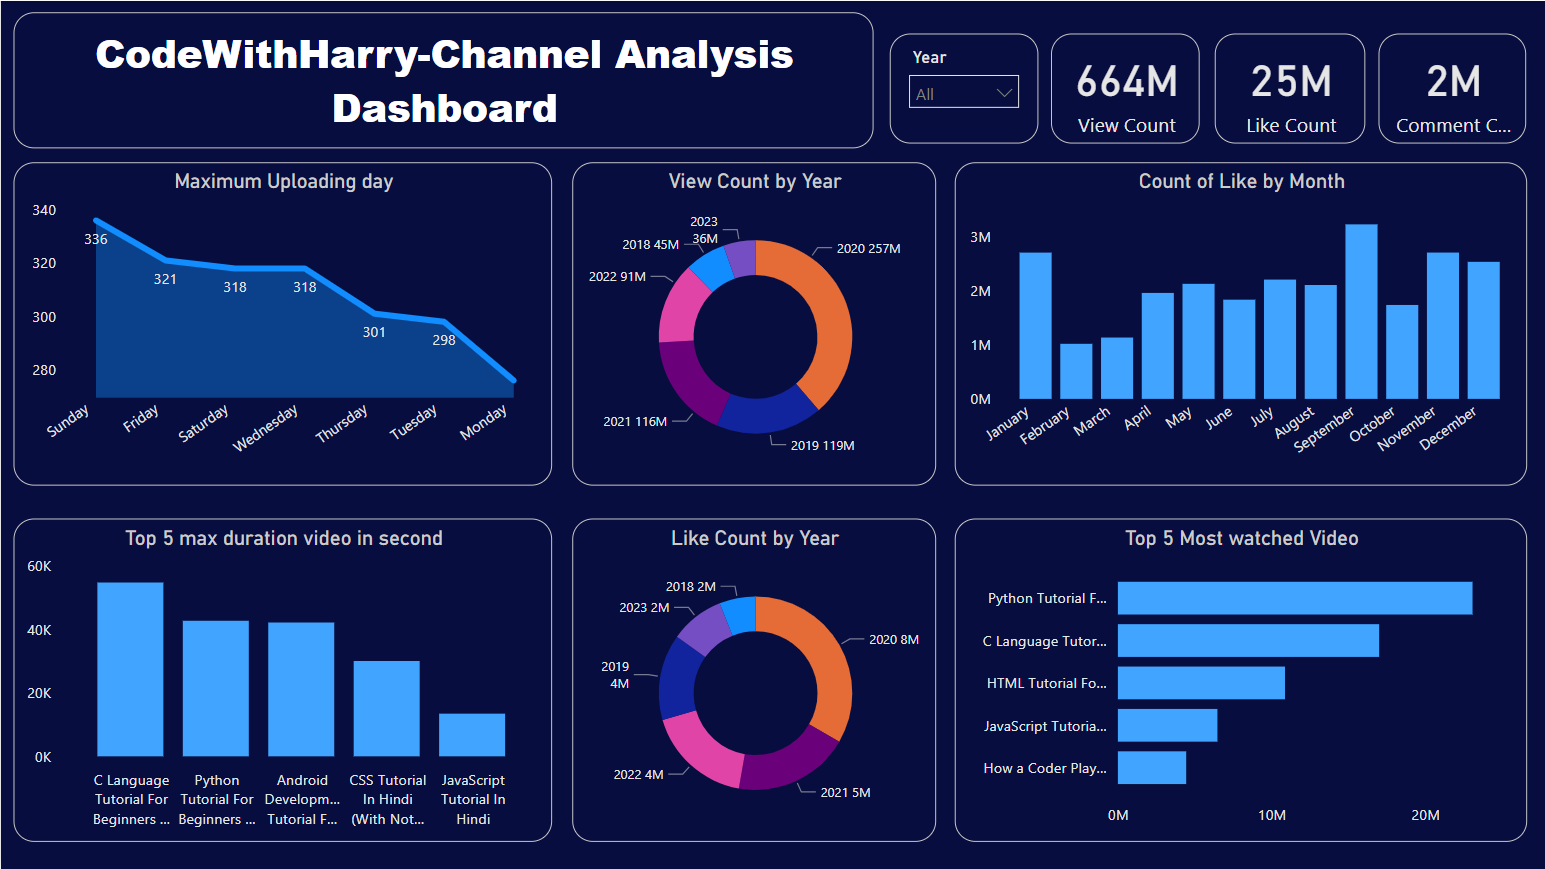 CodeWithHarry-Channel Analysis
Dashboard
Year
All
664M
View Count
25M
Like Count
2M
Comment C...
Maximum Uploading day
340
320
300
280
336
321
318
318
301
298
Sunday
Friday
Saturday
Wednesday
Thursday
Tuesday
Monday
View Count by Year
2023
36M
2018 45M
2020 257M
2022 91M
2021 116M
2019 119M
Count of Like by Month
3M
2M
1M
0M
January
February
March
April
May
June
July
August
September
October
November
December
Top 5 max duration video in second
60K
40K
20K
0K
C Language
Tutorial For
Beginners ...
Python
Tutorial For
Beginners ...
Android
Developm...
Tutorial F...
CSS Tutorial
In Hindi
(With Not...
JavaScript
Tutorial In
Hindi
Like Count by Year
2018 2M
2023 2M
2020 8M
2019
4M
2022 4M
2021 5M
Top 5 Most watched Video
Python Tutorial F...
C Language Tutor...
HTML Tutorial Fo...
JavaScript Tutoria...
How a Coder Play...
0M
10M
20M